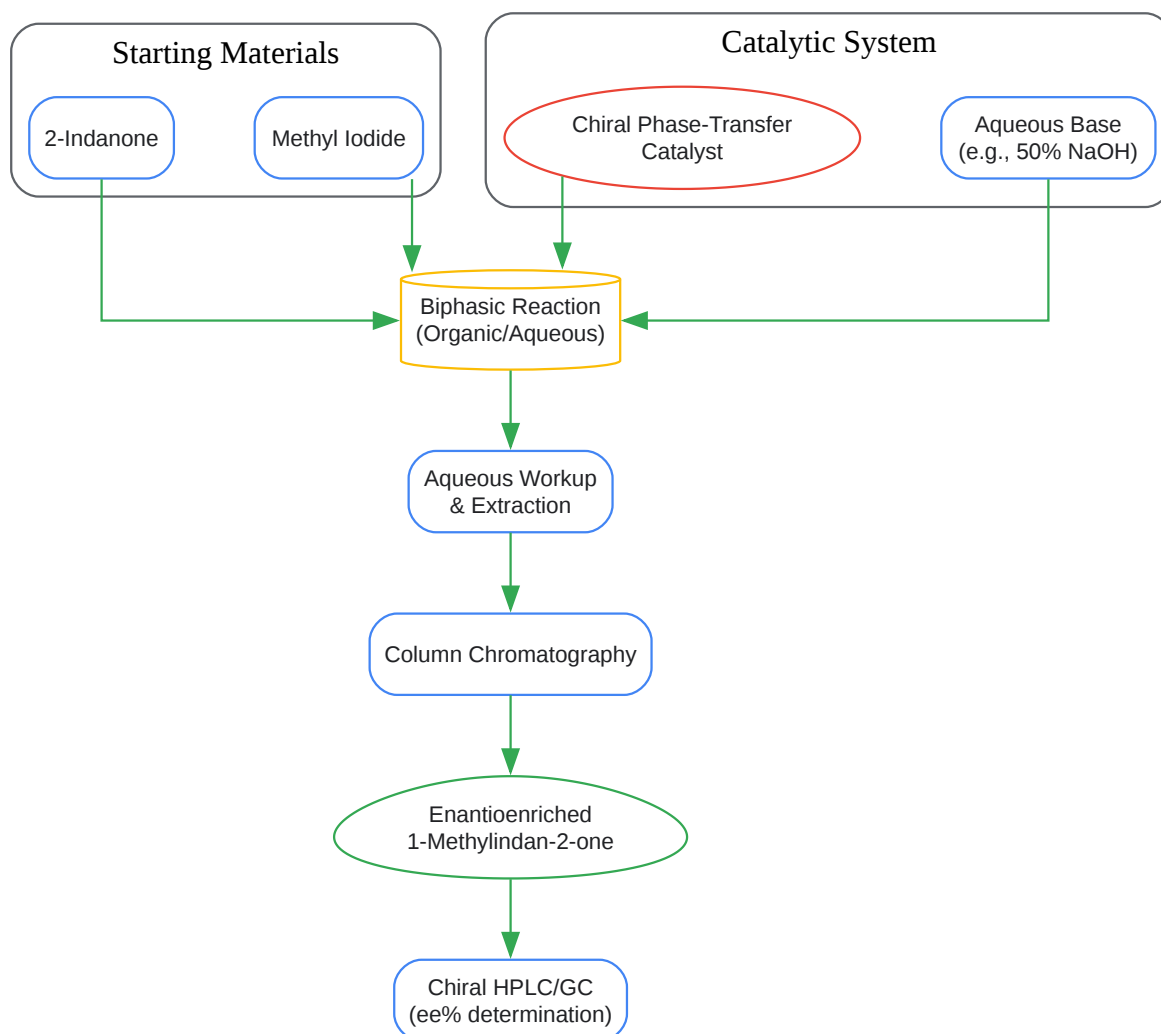 Starting Materials
Catalytic System
2-Indanone
Methyl Iodide
Chiral Phase-Transfer
Catalyst
Aqueous Base
(e.g., 50% NaOH)
Biphasic Reaction
(Organic/Aqueous)
Aqueous Workup
& Extraction
Column Chromatography
Enantioenriched
1-Methylindan-2-one
Chiral HPLC/GC
(ee% determination)